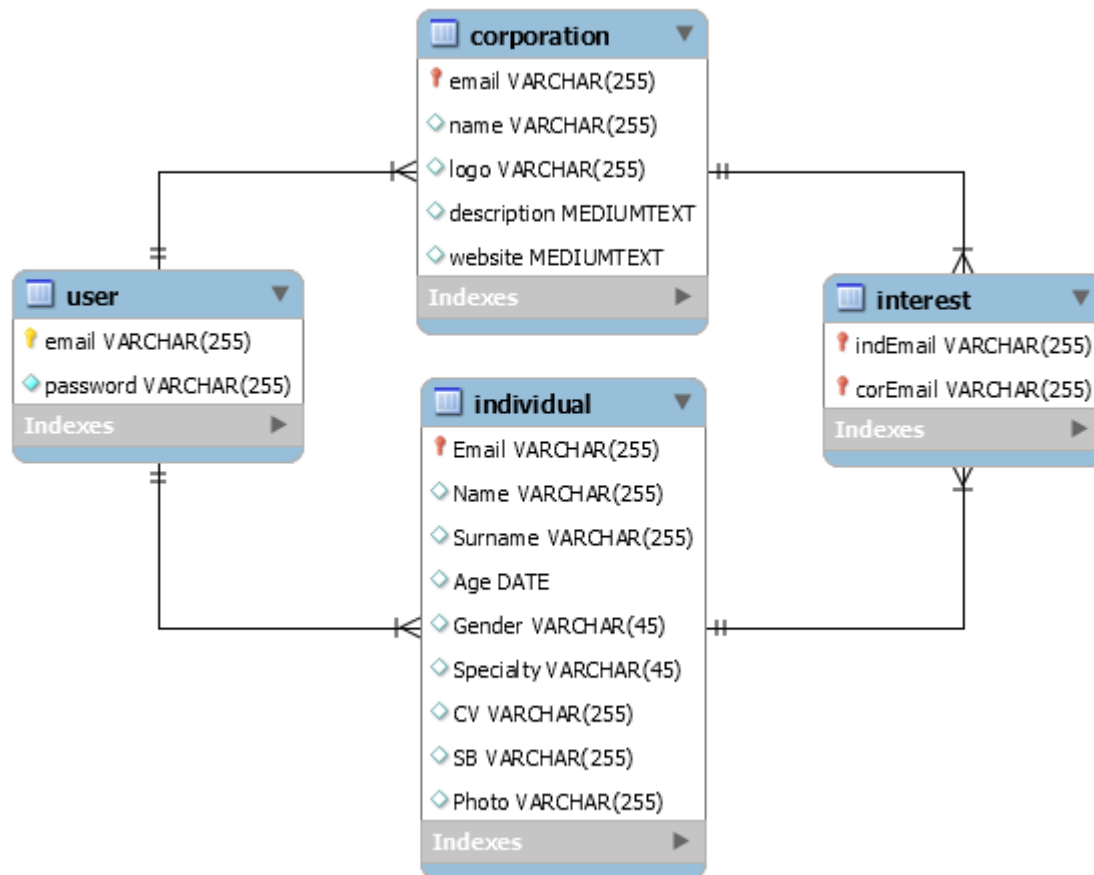 corporation
email VARCHAR(255)
name VARCHAR(255)
logo VARCHAR(255)
description MEDIUMTEXT
website MEDIUMTEXT
Indexes
user
email VARCHAR(255)
password VARCHAR(255)
Indexes
interest
indEmail VARCHAR(255)
corEmail VARCHAR(255)
Indexes
individual
Email VARCHAR(255)
Name VARCHAR(255)
Surname VARCHAR(255)
Age DATE
Gender VARCHAR(45)
Specialty VARCHAR(45)
CV VARCHAR(255)
SB VARCHAR(255)
Photo VARCHAR(255)
Indexes